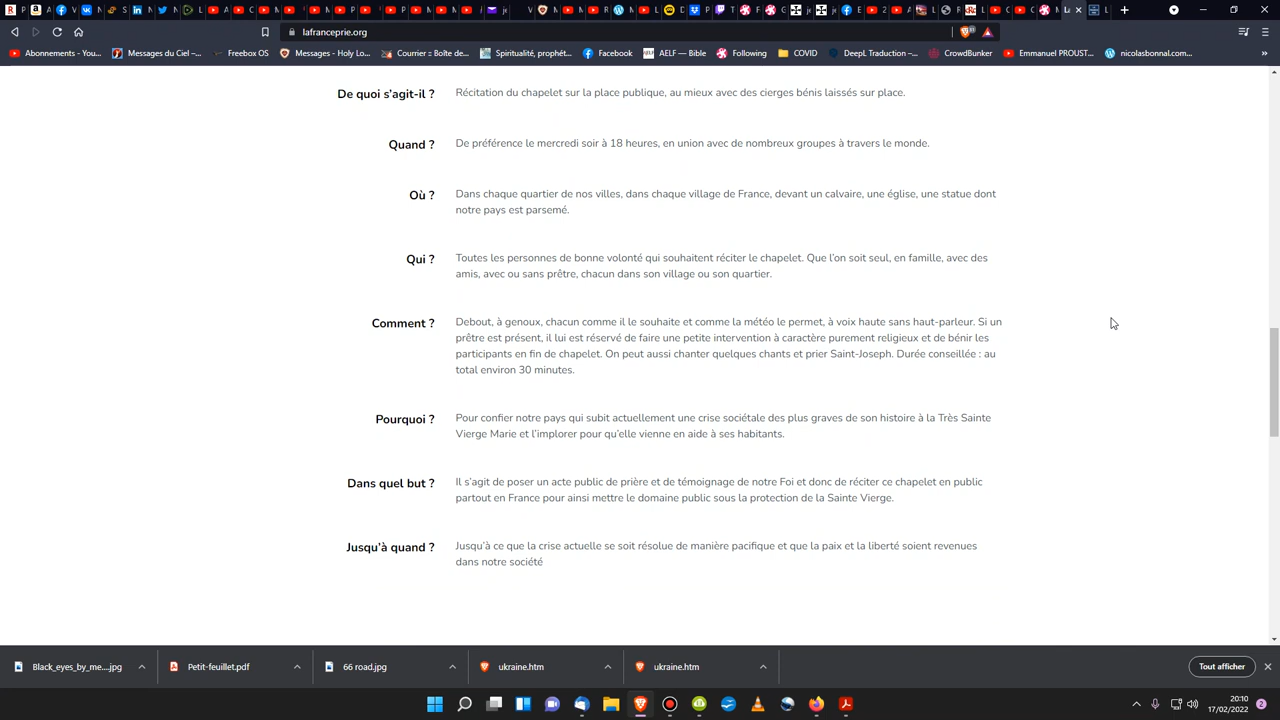 lafranceprie.org
Abonnements - You...
Messages du Ciel –...
Freebox OS
Messages - Holy Lo...
Courrier :: Boîte de...
Spiritualité, prophét...
Facebook
AELF — Bible
Following
COVID
DeepL Traduction –...
CrowdBunker
Emmanuel PROUST...
nicolasbonnal.com...
»
De quoi s’agit-il ?
Récitation du chapelet sur la place publique, au mieux avec des cierges bénis laissés sur place.
Quand ?
De préférence le mercredi soir à 18 heures, en union avec de nombreux groupes à travers le monde.
Où ?
Dans chaque quartier de nos villes, dans chaque village de France, devant un calvaire, une église, une statue dont
notre pays est parsemé.
Qui ?
Toutes les personnes de bonne volonté qui souhaitent réciter le chapelet. Que l’on soit seul, en famille, avec des
amis, avec ou sans prêtre, chacun dans son village ou son quartier.
Comment ?
Debout, à genoux, chacun comme il le souhaite et comme la météo le permet, à voix haute sans haut-parleur. Si un
prêtre est présent, il lui est réservé de faire une petite intervention à caractère purement religieux et de bénir les
participants en fin de chapelet. On peut aussi chanter quelques chants et prier Saint-Joseph. Durée conseillée : au
total environ 30 minutes.
Pourquoi ?
Pour confier notre pays qui subit actuellement une crise sociétale des plus graves de son histoire à la Très Sainte
Vierge Marie et l’implorer pour qu’elle vienne en aide à ses habitants.
Dans quel but ?
Il s’agit de poser un acte public de prière et de témoignage de notre Foi et donc de réciter ce chapelet en public
partout en France pour ainsi mettre le domaine public sous la protection de la Sainte Vierge.
Jusqu’à quand ?
Jusqu’à ce que la crise actuelle se soit résolue de manière pacifique et que la paix et la liberté soient revenues
dans notre société
Black_eyes_by_me....jpg
Petit-feuillet.pdf
66 road.jpg
ukraine.htm
ukraine.htm
Tout afficher
20:10
17/02/2022
2